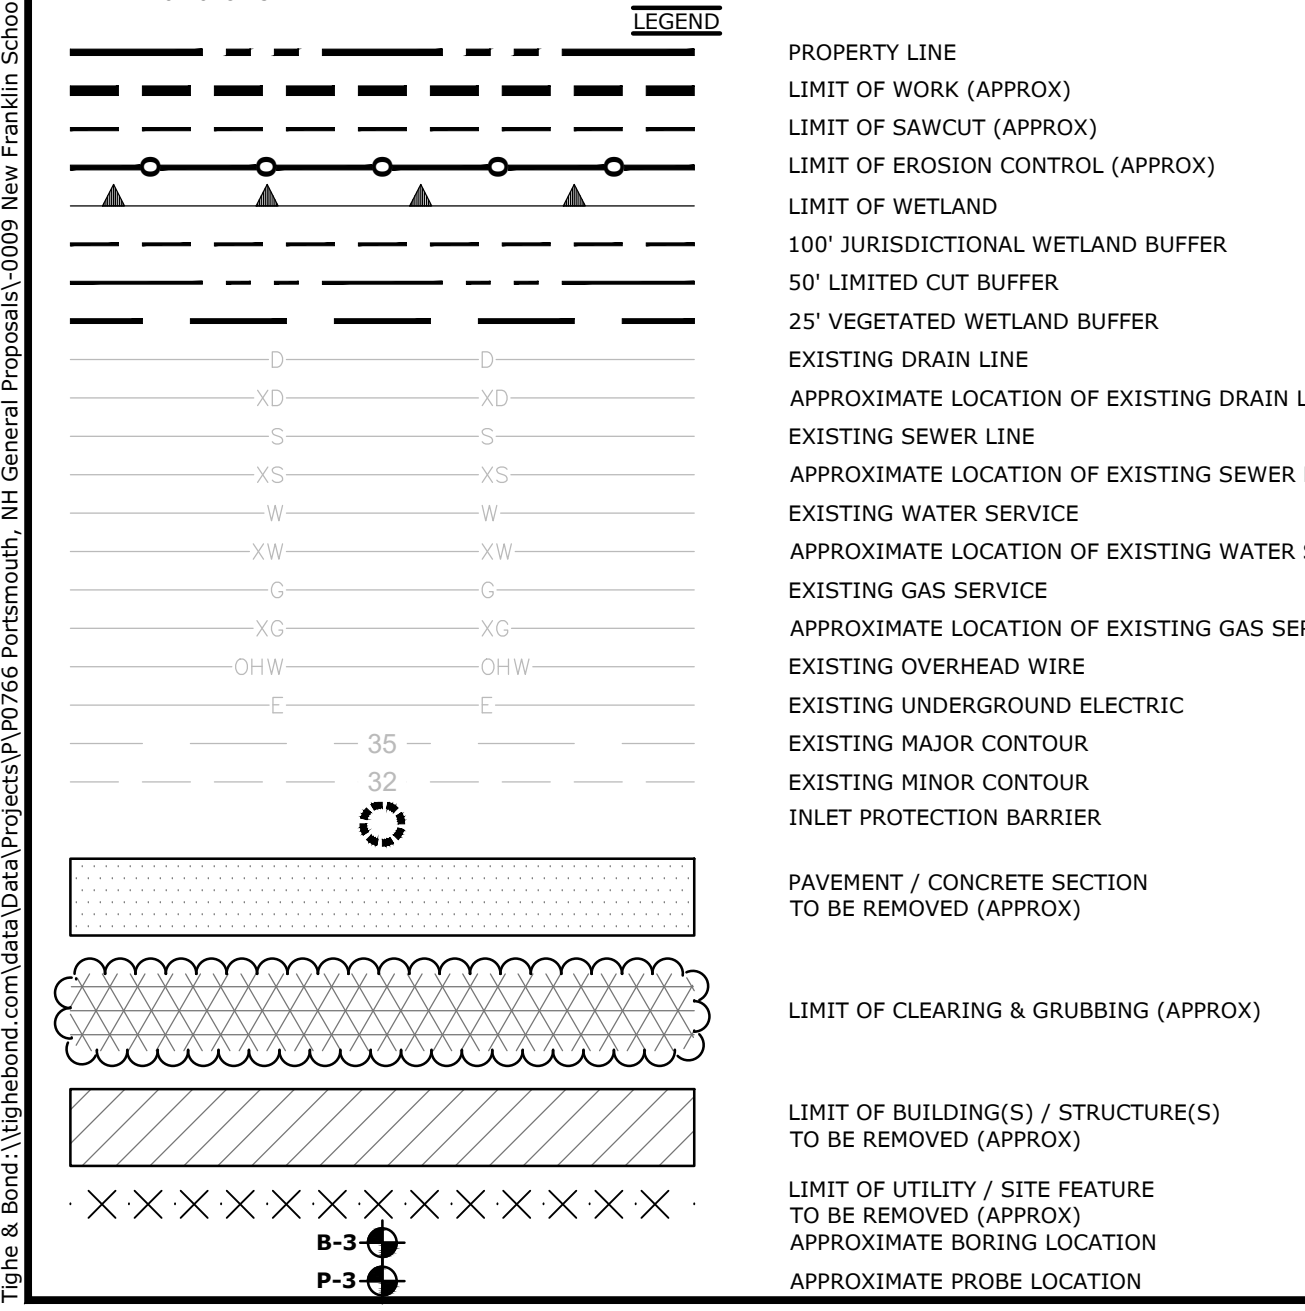 LEGEND
PROPERTY LINE
LIMIT OF WORK (APPROX)
LIMIT OF SAWCUT (APPROX)
LIMIT OF EROSION CONTROL (APPROX)
LIMIT OF WETLAND
100' JURISDICTIONAL WETLAND BUFFER
50' LIMITED CUT BUFFER
25' VEGETATED WETLAND BUFFER
D D EXISTING DRAIN LINE
XD XD APPROXIMATE LOCATION OF EXISTING DRAIN
S S EXISTING SEWER LINE
XS XS APPROXIMATE LOCATION OF EXISTING SEWER
W W EXISTING WATER SERVICE
XW XW APPROXIMATE LOCATION OF EXISTING WATER
G G EXISTING GAS SERVICE
XG XG APPROXIMATE LOCATION OF EXISTING GAS
OHW OHW EXISTING OVERHEAD WIRE
E E EXISTING UNDERGROUND ELECTRIC
35 EXISTING MAJOR CONTOUR
32 EXISTING MINOR CONTOUR
INLET PROTECTION BARRIER
PAVEMENT / CONCRETE SECTION
TO BE REMOVED (APPROX)
LIMIT OF CLEARING & GRUBBING (APPROX)
LIMIT OF BUILDING(S) / STRUCTURE(S)
TO BE REMOVED (APPROX)
LIMIT OF UTILITY / SITE FEATURE
TO BE REMOVED (APPROX)
B-3 APPROXIMATE BORING LOCATION
P-3 APPROXIMATE PROBE LOCATION
Tighe & Bond:\\tighebond.com\data\Data\Projects\P\P0766 Portsmouth, NH General Proposals\-0009 New Franklin Schoo